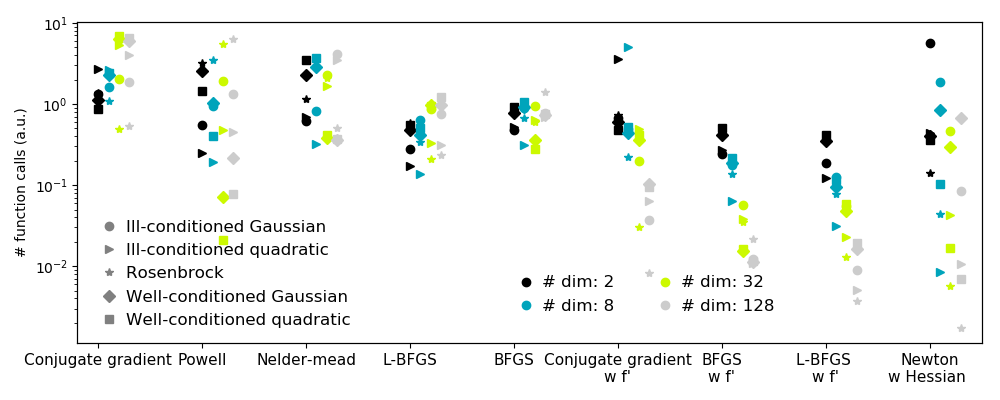 # function calls (a.u.)
10¹
10⁰
10⁻¹
10⁻²
Ill-conditioned Gaussian
Ill-conditioned quadratic
Rosenbrock
Well-conditioned Gaussian
Well-conditioned quadratic
# dim: 2
# dim: 8
# dim: 32
# dim: 128
Conjugate gradient
Powell
Nelder-mead
L-BFGS
BFGS
Conjugate gradient
w f'
BFGS
w f'
L-BFGS
w f'
Newton
w Hessian